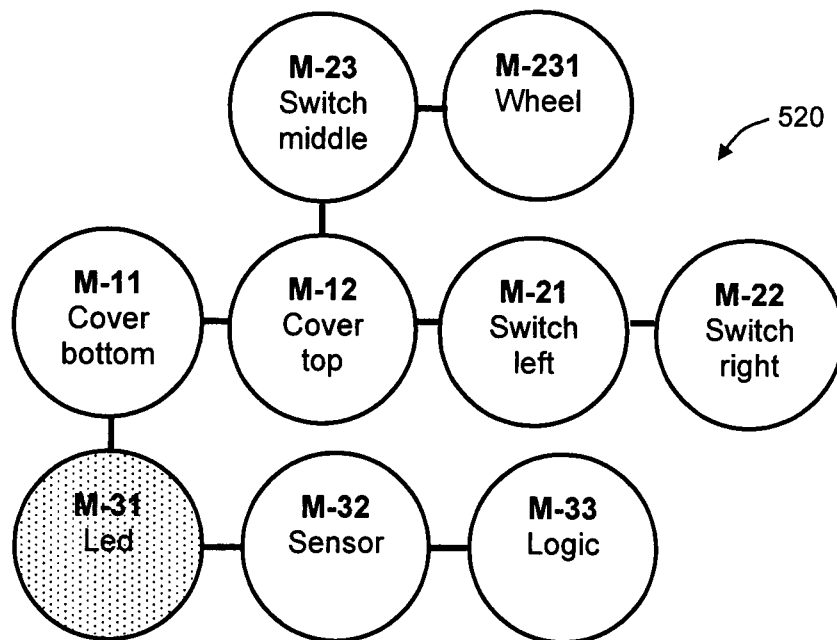 M-23
Switch
middle
M-231
Wheel
520
M-11
Cover
bottom
M-12
Cover
top
M-21
Switch
left
M-22
Switch
right
M-31
Led
M-32
Sensor
M-33
Logic